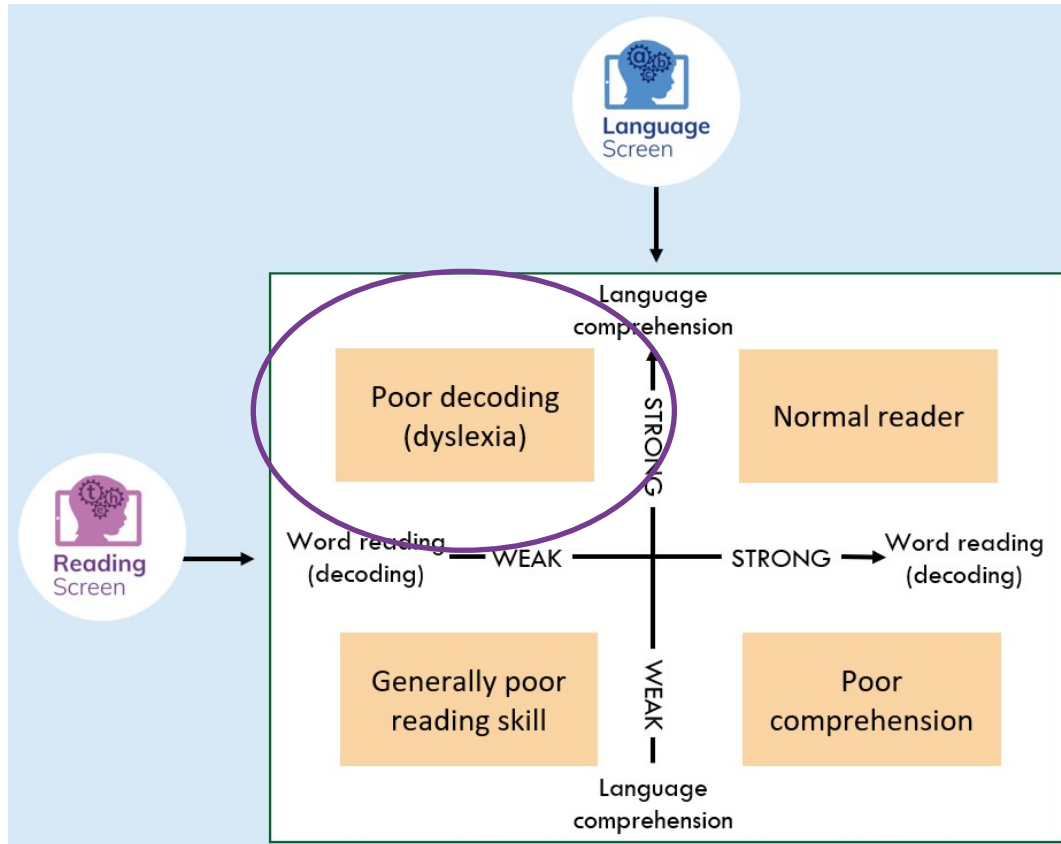 a b c
Language
Screen
Language
comprehension
Poor decoding
(dyslexia)
STRONG
Normal reader
t h e
Reading
Screen
Word reading
(decoding)
WEAK
STRONG
Word reading
(decoding)
Generally poor
reading skill
WEAK
Poor
comprehension
Language
comprehension